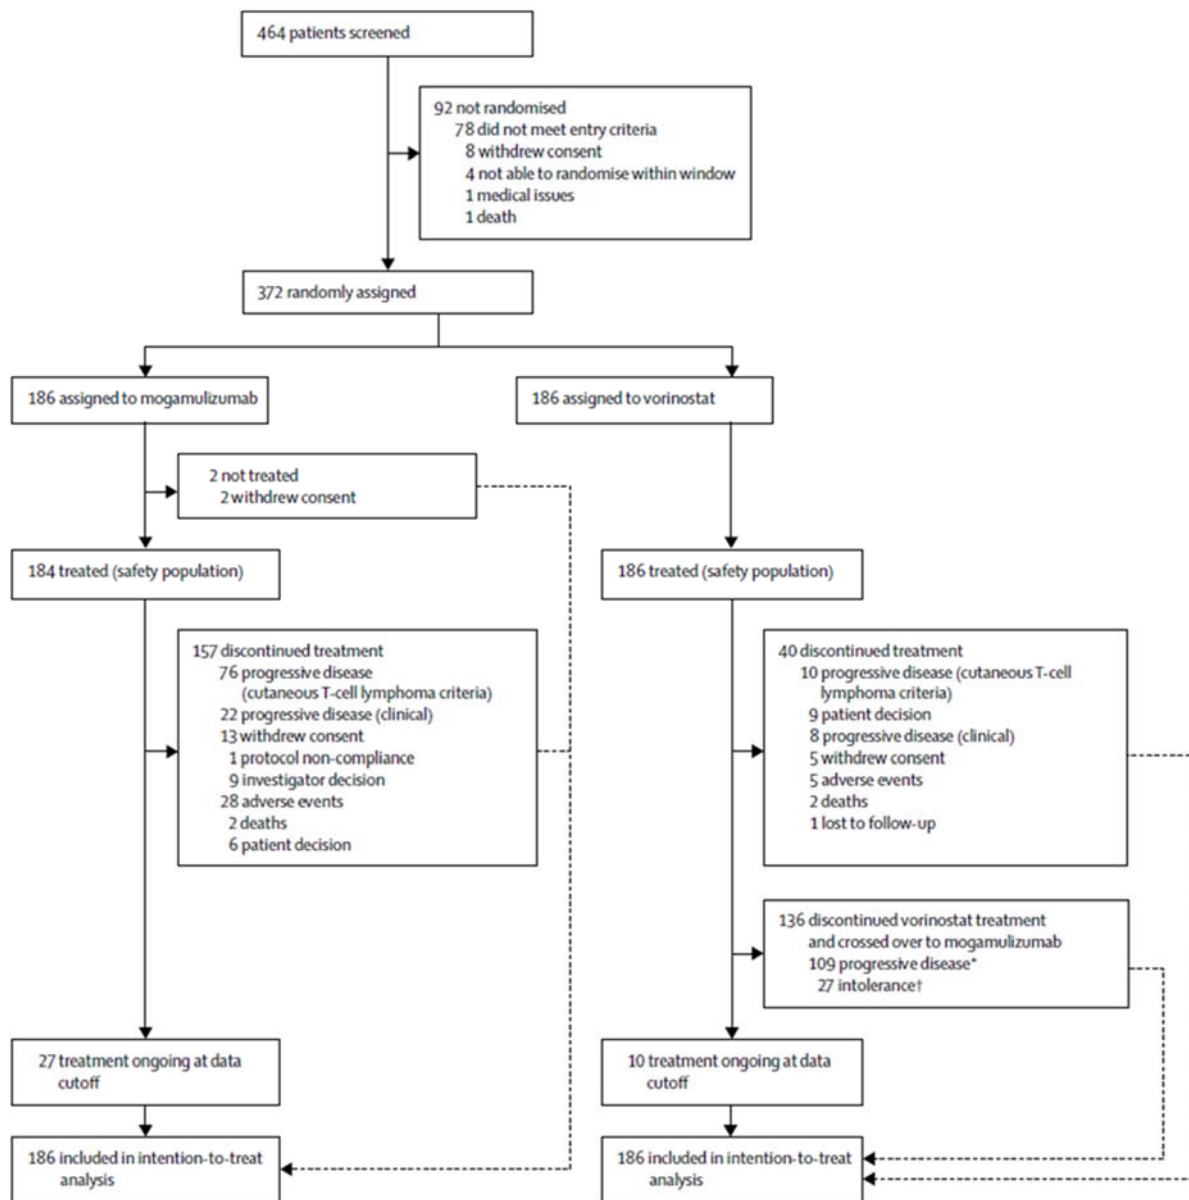 464 patients screened
92 not randomised
78 did not meet entry criteria
8 withdrew consent
4 not able to randomise within window
1 medical issues
1 death
372 randomly assigned
186 assigned to mogamulizumab
186 assigned to vorinostat
2 not treated
2 withdrew consent
184 treated (safety population)
186 treated (safety population)
157 discontinued treatment
76 progressive disease
(cutaneous T-cell lymphoma criteria)
22 progressive disease (clinical)
13 withdrew consent
1 protocol non-compliance
9 investigator decision
28 adverse events
2 deaths
6 patient decision
40 discontinued treatment
10 progressive disease (cutaneous T-cell
lymphoma criteria)
9 patient decision
8 progressive disease (clinical)
5 withdrew consent
5 adverse events
2 deaths
1 lost to follow-up
136 discontinued vorinostat treatment
and crossed over to mogamulizumab
109 progressive disease*
27 intolerance†
27 treatment ongoing at data
cutoff
10 treatment ongoing at data
cutoff
186 included in intention-to-treat
analysis
186 included in intention-to-treat
analysis